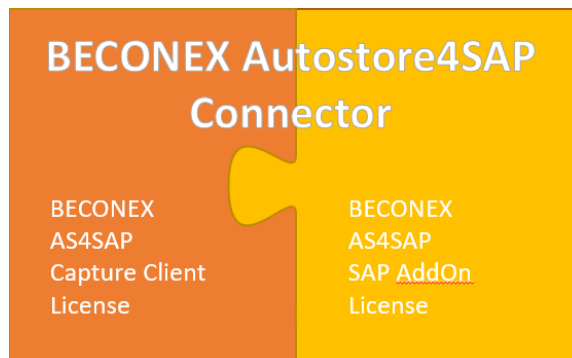 BECONEX Autostore4SAP
Connector
BECONEX
AS4SAP
Capture Client
License
BECONEX
AS4SAP
SAP AddOn
License